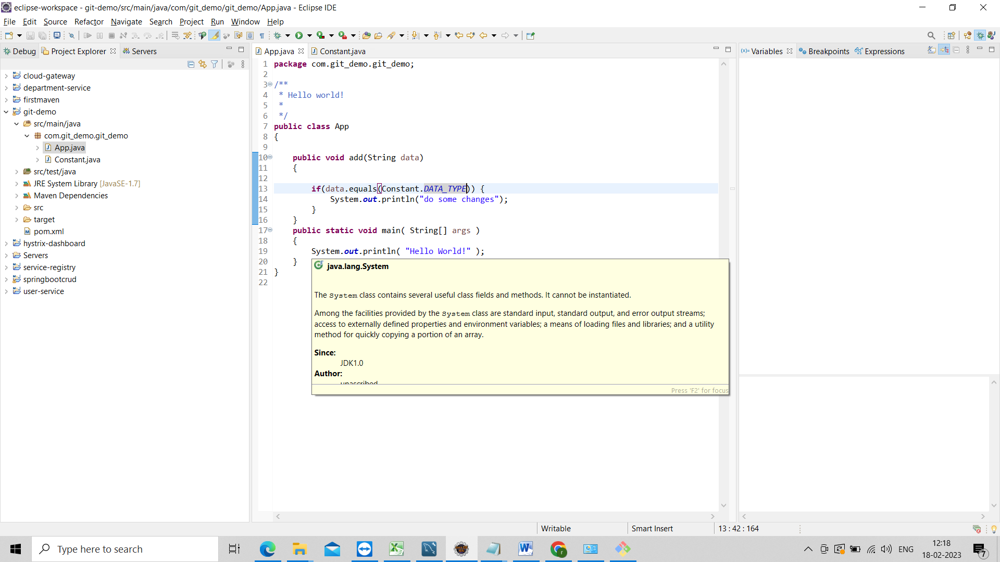 eclipse-workspace - git-demo/src/main/java/com/git_demo/git_demo/App.java - Eclipse IDE
File Edit Source Refactor Navigate Search Project Run Window Help
Debug Project Explorer Servers
cloud-gateway
department-service
firstmaven
git-demo
src/main/java
com.git_demo.git_demo
App.java
Constant.java
src/test/java
JRE System Library [JavaSE-1.7]
Maven Dependencies
src
target
pom.xml
hystrix-dashboard
Servers
service-registry
springbootcrud
user-service
App.java Constant.java
1 package com.git_demo.git_demo;
2
3 /**
4 * Hello world!
5 *
6 */
7 public class App
8 {
9
10 public void add(String data)
11 {
12
13 if(data.equals(Constant.DATA_TYPE)) {
14 System.out.println("do some changes");
15 }
16 }
17 public static void main( String[] args )
18 {
19 System.out.println( "Hello World!" );
20 }
21 }
22
java.lang.System
The System class contains several useful class fields and methods. It cannot be instantiated.
Among the facilities provided by the System class are standard input, standard output, and error output streams;
access to externally defined properties and environment variables; a means of loading files and libraries; and a utility
method for quickly copying a portion of an array.
Since:
JDK1.0
Author:
unascribed
Press 'F2' for focus
(x)= Variables Breakpoints Expressions
Writable Smart Insert 13 : 42 : 164
Type here to search
ENG
12:18
18-02-2023
7